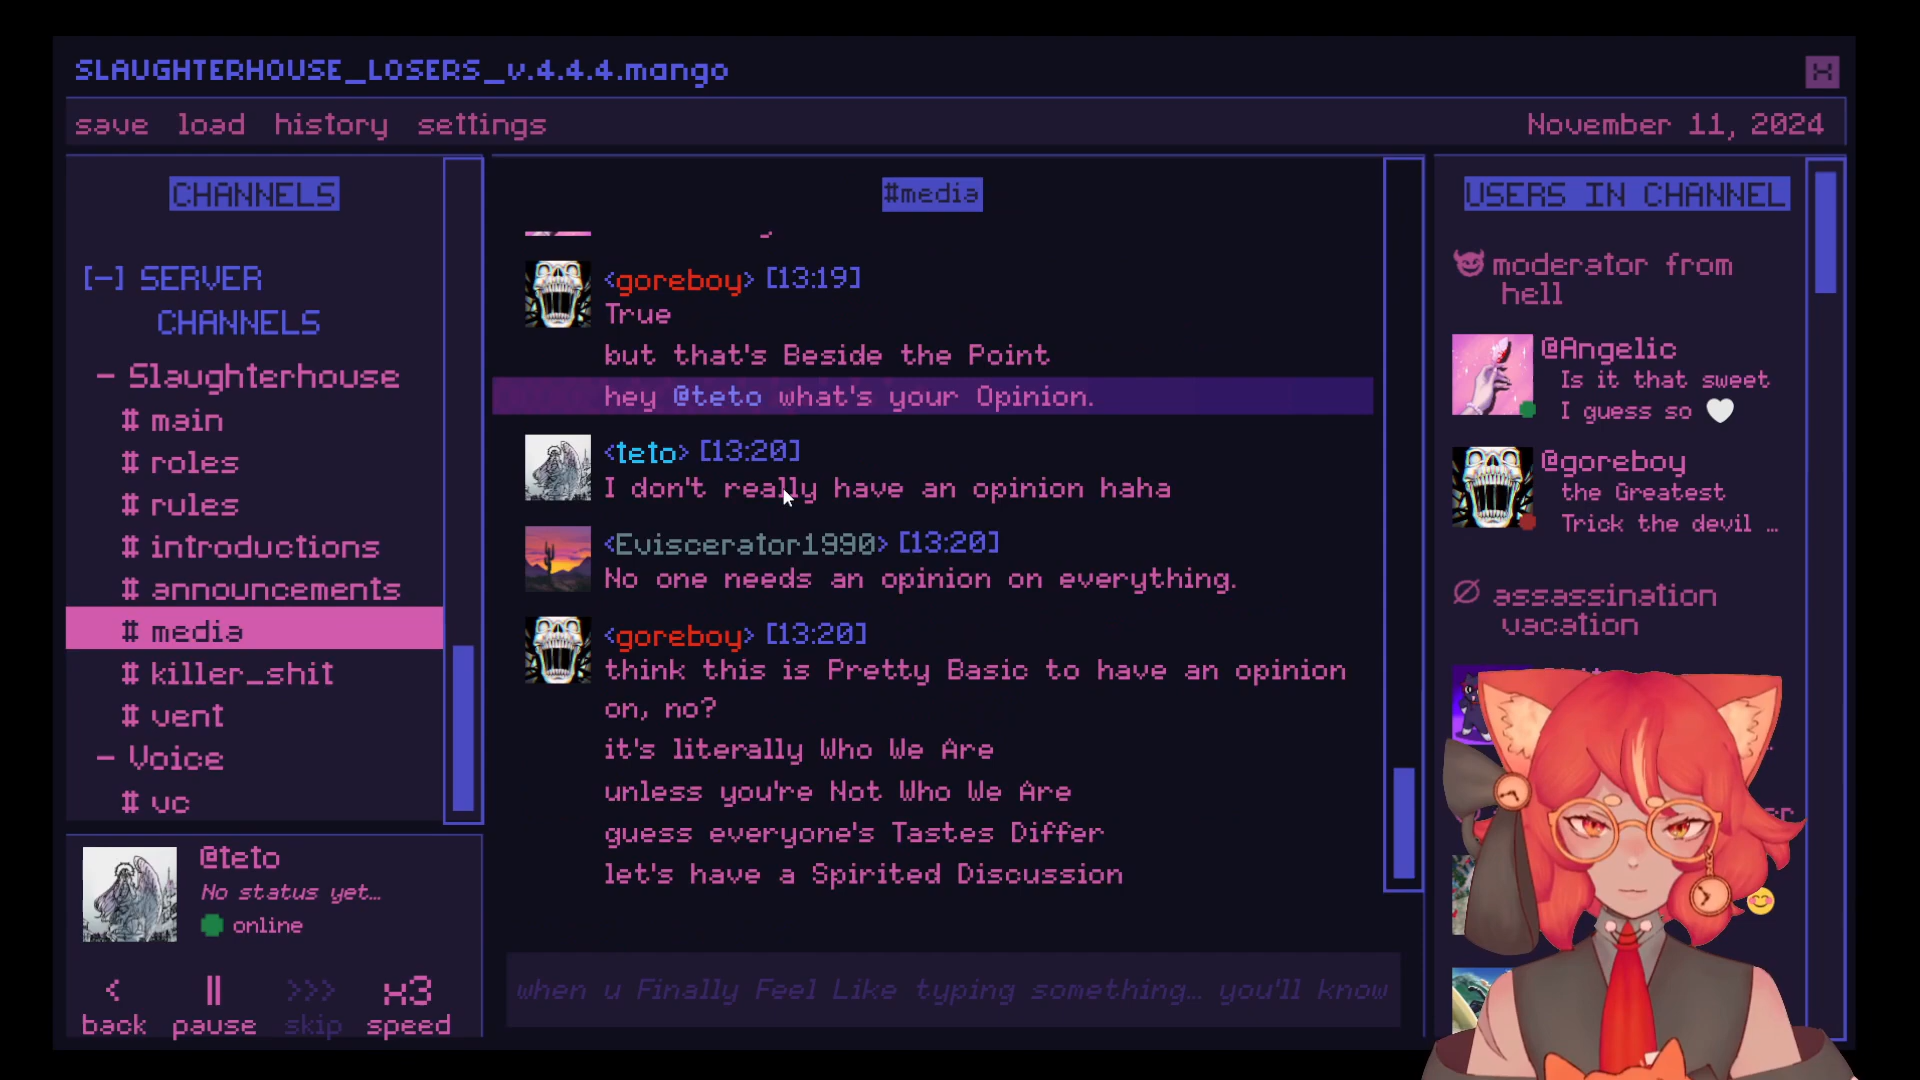 SLAUGHTERHOUSE_LOSERS_v.4.4.4.mango
save load history settings
November 11, 2024
CHANNELS
[-] SERVER
CHANNELS
- Slaughterhouse
# main
# roles
# rules
# introductions
# announcements
# media
# killer_shit
# vent
- Voice
# vc
@teto
No status yet…
online
< || >>> x3
back pause skip speed
#media
<goreboy> [13:19]
True
but that's Beside the Point
hey @teto what's your Opinion.
<teto> [13:20]
I don't really have an opinion haha
<Eviscerator1990> [13:20]
No one needs an opinion on everything.
<goreboy> [13:20]
think this is Pretty Basic to have an opinion
on, no?
it's literally Who We Are
unless you're Not Who We Are
guess everyone's Tastes Differ
let's have a Spirited Discussion
when u Finally Feel Like typing something… you'll know
USERS IN CHANNEL
moderator from
hell
@Angelic
Is it that sweet
I guess so
@goreboy
the Greatest
Trick the devil …
assassination
vacation